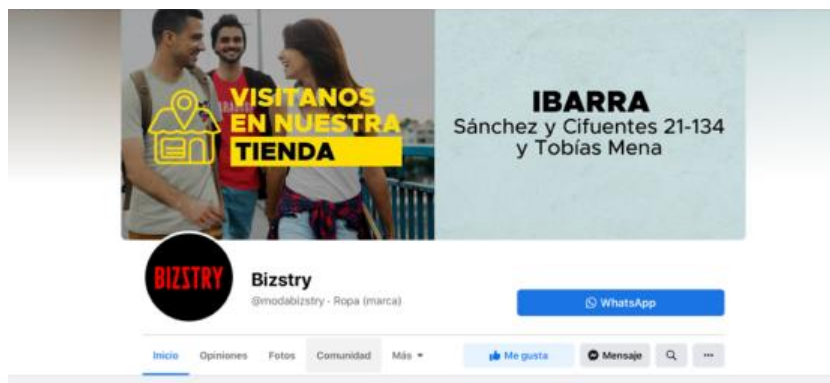 VISITANOS
EN NUESTRA
TIENDA
IBARRA
Sánchez y Cifuentes 21-134
y Tobías Mena
BIZSTRY
Bizstry
@modabizstry · Ropa (marca)
WhatsApp
Inicio Opiniones Fotos Comunidad Más Me gusta Mensaje